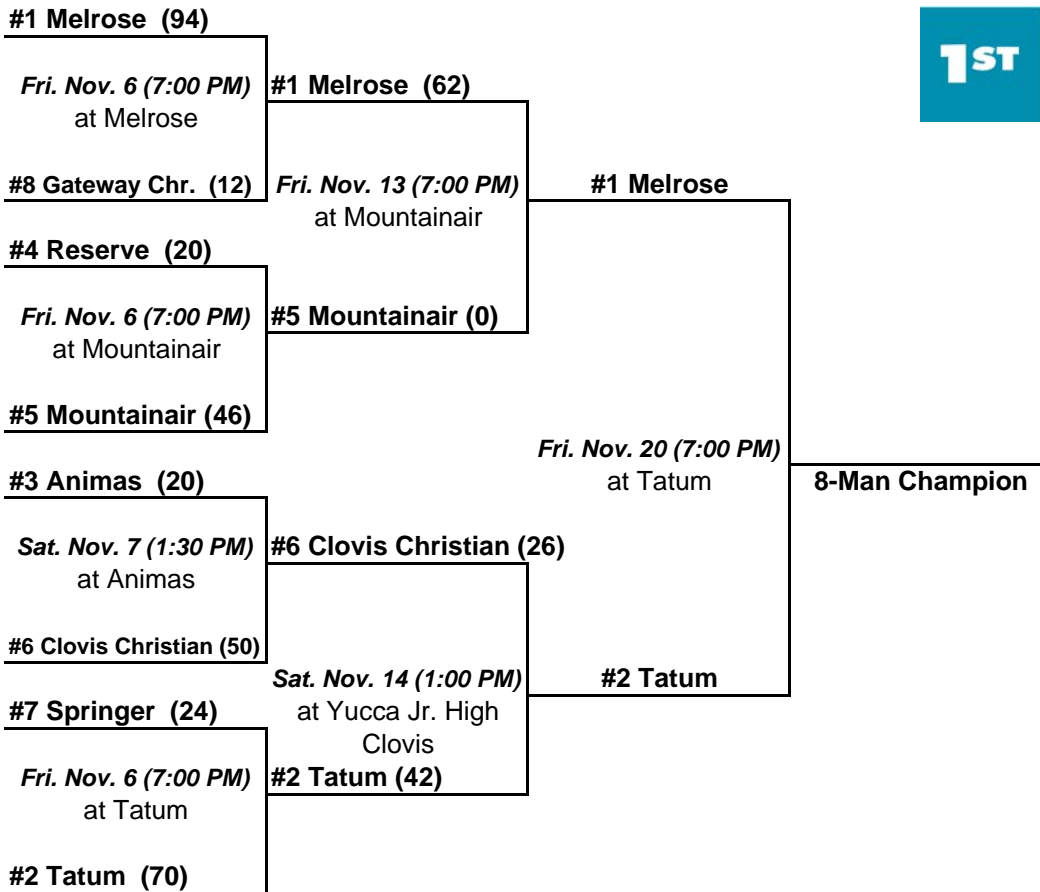 #1 Melrose (94)
1ST
Fri. Nov. 6 (7:00 PM)
at Melrose
#1 Melrose (62)
#8 Gateway Chr. (12)
Fri. Nov. 13 (7:00 PM)
at Mountainair
#1 Melrose
#4 Reserve (20)
Fri. Nov. 6 (7:00 PM)
at Mountainair
#5 Mountainair (0)
#5 Mountainair (46)
Fri. Nov. 20 (7:00 PM)
at Tatum
8-Man Champion
#3 Animas (20)
Sat. Nov. 7 (1:30 PM)
at Animas
#6 Clovis Christian (26)
#6 Clovis Christian (50)
Sat. Nov. 14 (1:00 PM)
at Yucca Jr. High
Clovis
#2 Tatum
#7 Springer (24)
Fri. Nov. 6 (7:00 PM)
at Tatum
#2 Tatum (42)
#2 Tatum (70)